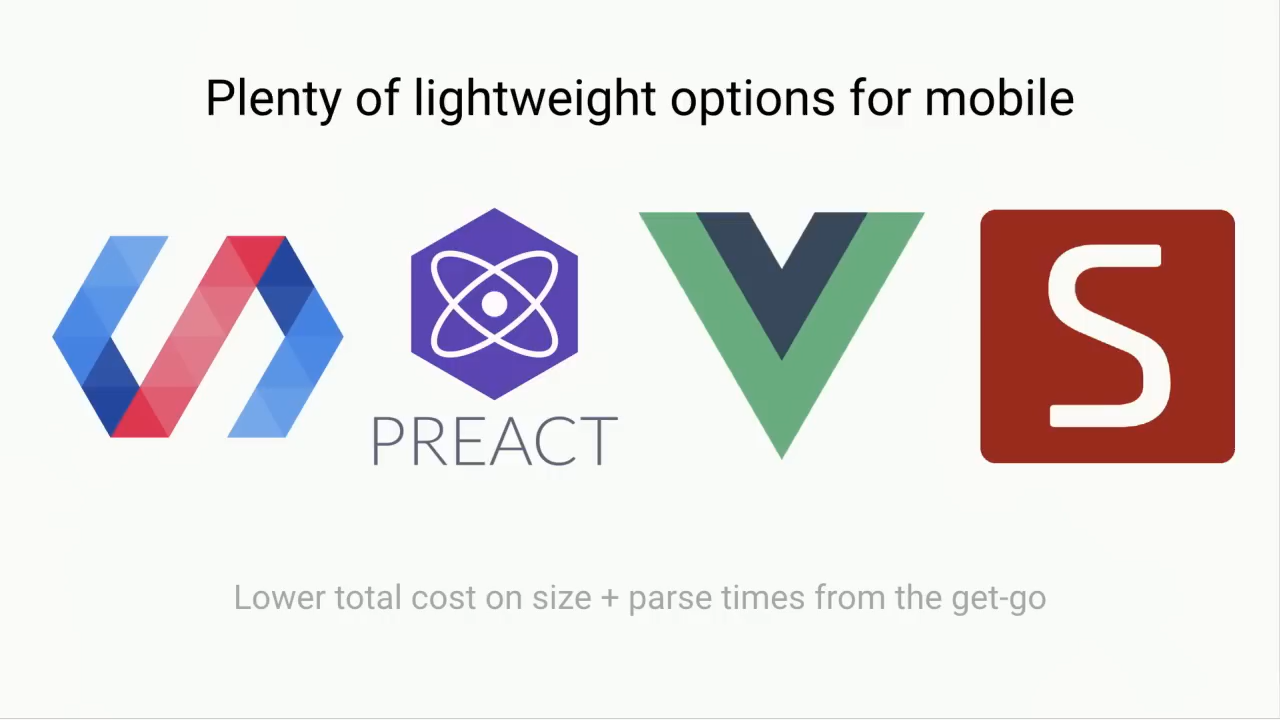 Plenty of lightweight options for mobile
S
PREACT
Lower total cost on size + parse times from the get-go